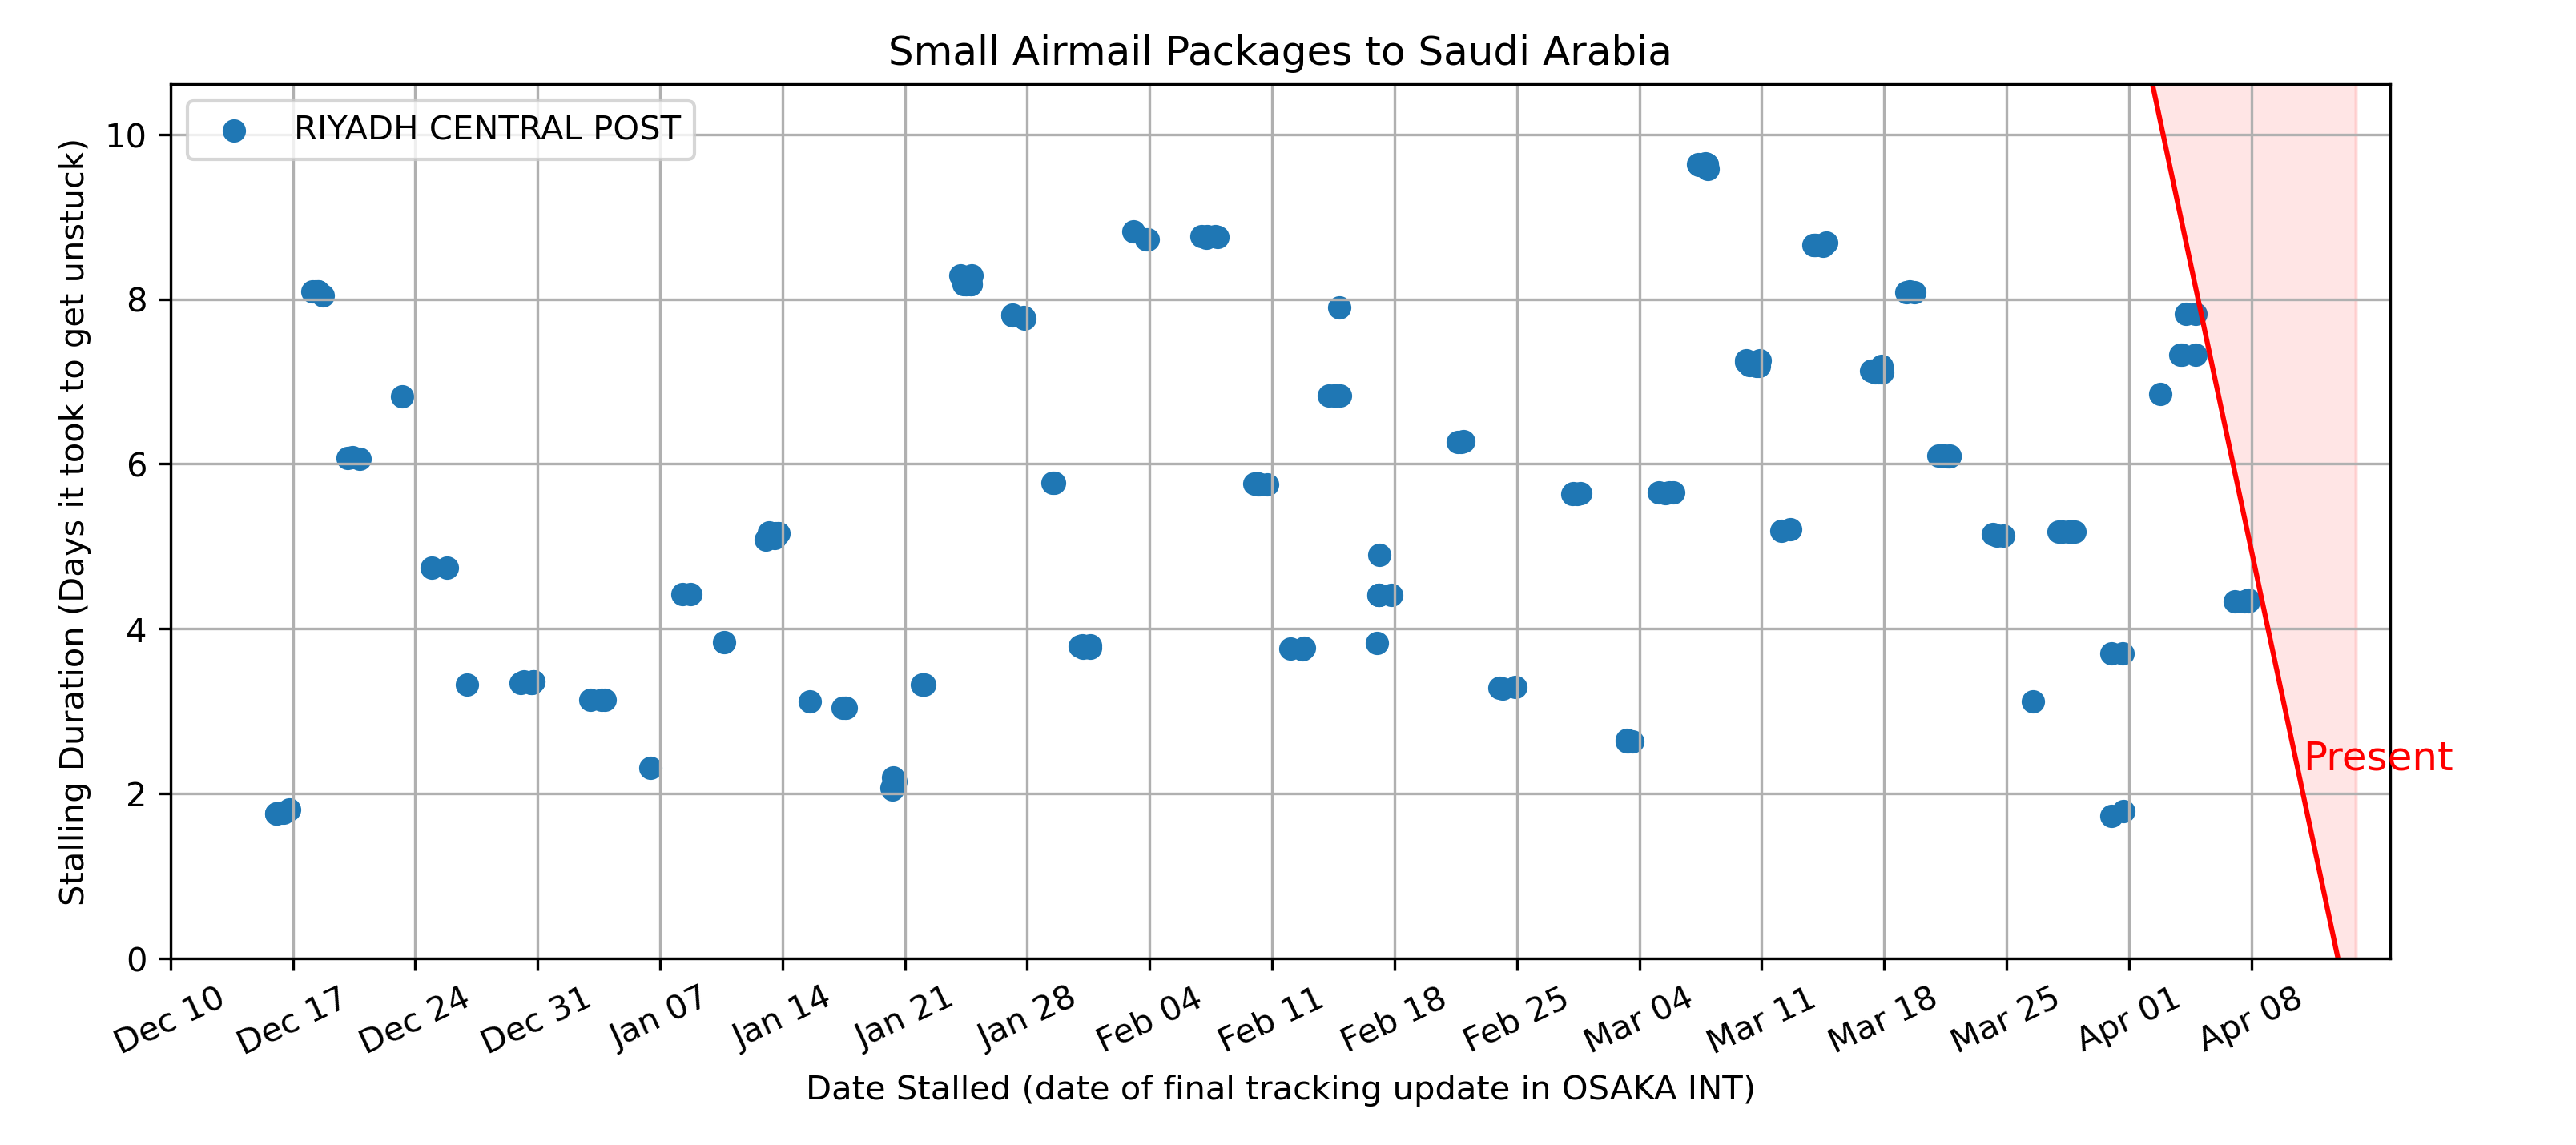 Small Airmail Packages to Saudi Arabia
RIYADH CENTRAL POST
Stalling Duration (Days it took to get unstuck)
10
8
6
4
2
0
Present
Dec 10
Dec 17
Dec 24
Dec 31
Jan 07
Jan 14
Jan 21
Jan 28
Feb 04
Feb 11
Feb 18
Feb 25
Mar 04
Mar 11
Mar 18
Mar 25
Apr 01
Apr 08
Date Stalled (date of final tracking update in OSAKA INT)